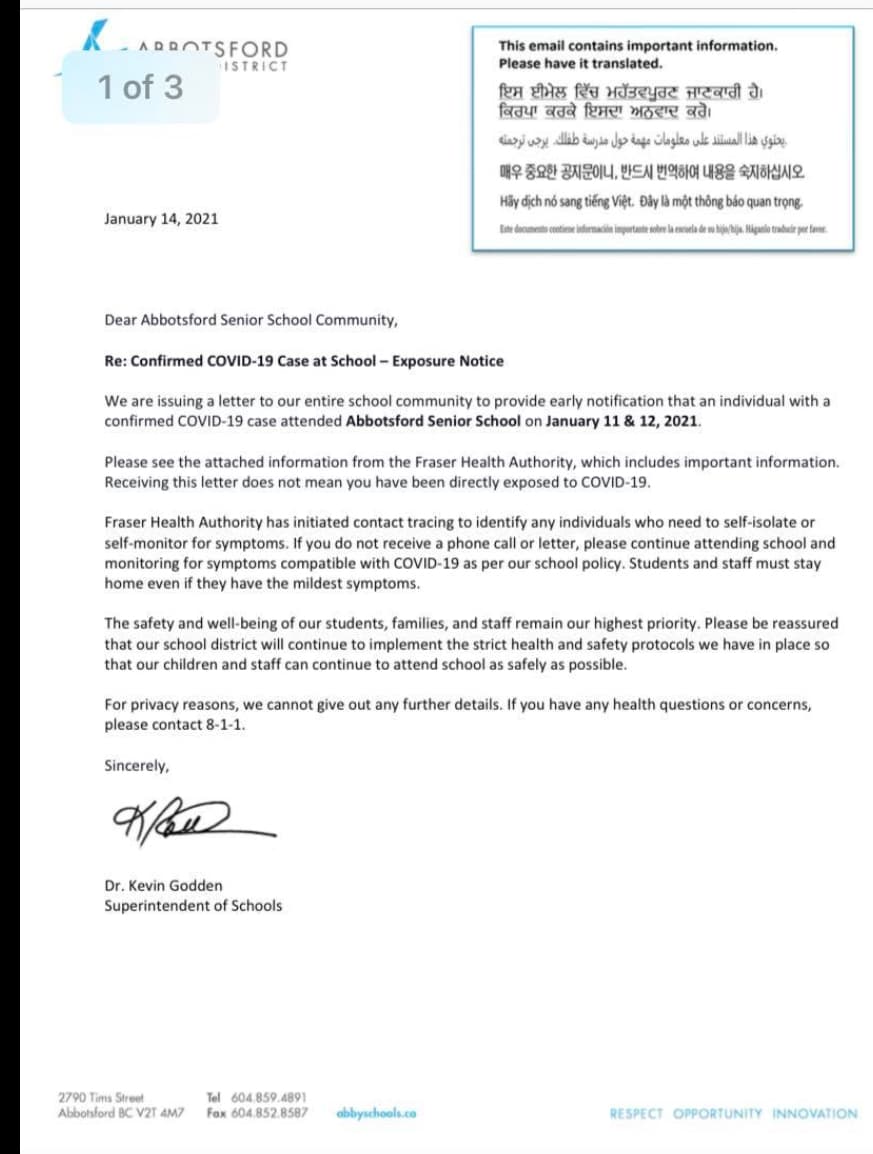 ABBOTSFORD
DISTRICT
1 of 3
This email contains important information.
Please have it translated.
ਇਸ ਈਮੇਲ ਵਿੱਚ ਮਹੱਤਵਪੂਰਣ ਜਾਣਕਾਰੀ ਹੈ।
ਕਿਰਪਾ ਕਰਕੇ ਇਸਦਾ ਅਨੁਵਾਦ ਕਰੋ।
يحتوي هذا المستند على معلومات مهمة حول مدرسة طفلك. يرجى ترجمته.
매우 중요한 공지문이니, 반드시 번역하여 내용을 숙지하십시오.
Hãy dịch nó sang tiếng Việt. Đây là một thông báo quan trọng.
Este documento contiene información importante sobre la escuela de su hijo/hija. Háganlo traducir por favor.
January 14, 2021
Dear Abbotsford Senior School Community,
Re: Confirmed COVID-19 Case at School – Exposure Notice
We are issuing a letter to our entire school community to provide early notification that an individual with a
confirmed COVID-19 case attended Abbotsford Senior School on January 11 & 12, 2021.
Please see the attached information from the Fraser Health Authority, which includes important information.
Receiving this letter does not mean you have been directly exposed to COVID-19.
Fraser Health Authority has initiated contact tracing to identify any individuals who need to self-isolate or
self-monitor for symptoms. If you do not receive a phone call or letter, please continue attending school and
monitoring for symptoms compatible with COVID-19 as per our school policy. Students and staff must stay
home even if they have the mildest symptoms.
The safety and well-being of our students, families, and staff remain our highest priority. Please be reassured
that our school district will continue to implement the strict health and safety protocols we have in place so
that our children and staff can continue to attend school as safely as possible.
For privacy reasons, we cannot give out any further details. If you have any health questions or concerns,
please contact 8-1-1.
Sincerely,
Dr. Kevin Godden
Superintendent of Schools
2790 Tims Street Tel 604.859.4891
Abbotsford BC V2T 4M7 Fax 604.852.8587 abbyschools.ca RESPECT OPPORTUNITY INNOVATION